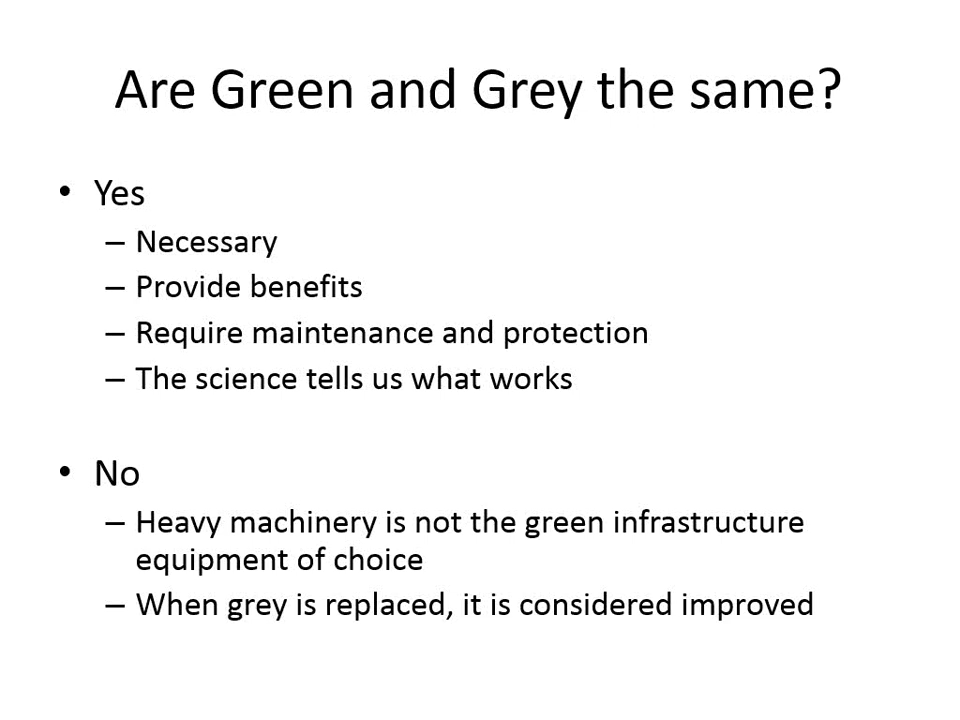 Are Green and Grey the same?
• Yes
– Necessary
– Provide benefits
– Require maintenance and protection
– The science tells us what works
• No
– Heavy machinery is not the green infrastructure
equipment of choice
– When grey is replaced, it is considered improved